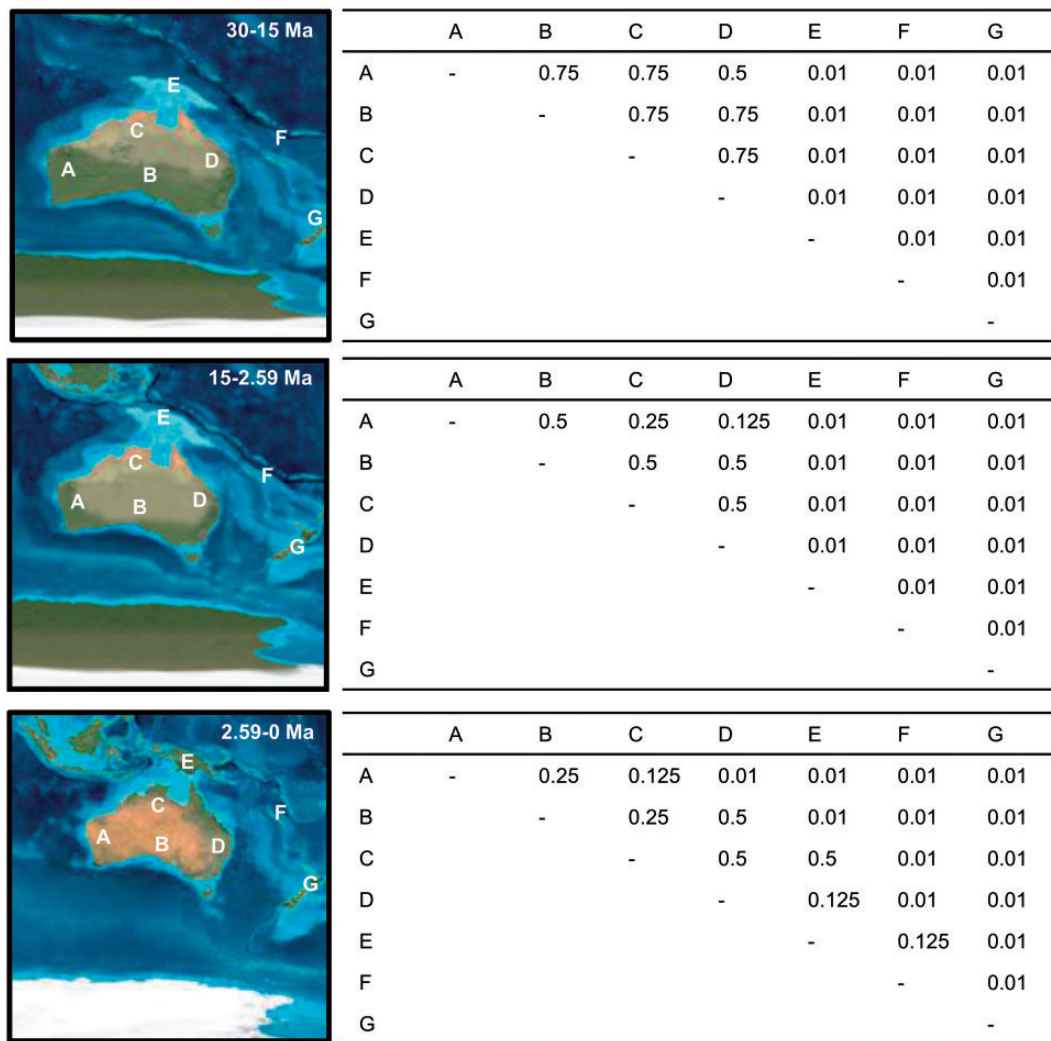 30-15 Ma
E
C
F
A
B
D
G
A B C D E F G
A - 0.75 0.75 0.5 0.01 0.01 0.01
B - 0.75 0.75 0.01 0.01 0.01
C - 0.75 0.01 0.01 0.01
D - 0.01 0.01 0.01
E - 0.01 0.01
F - 0.01
G -
15-2.59 Ma
E
C
F
A
B
D
G
A B C D E F G
A - 0.5 0.25 0.125 0.01 0.01 0.01
B - 0.5 0.5 0.01 0.01 0.01
C - 0.5 0.01 0.01 0.01
D - 0.01 0.01 0.01
E - 0.01 0.01
F - 0.01
G -
2.59-0 Ma
E
C
F
A
B
D
G
A B C D E F G
A - 0.25 0.125 0.01 0.01 0.01 0.01
B - 0.25 0.5 0.01 0.01 0.01
C - 0.5 0.5 0.01 0.01
D - 0.125 0.01 0.01
E - 0.125 0.01
F - 0.01
G -